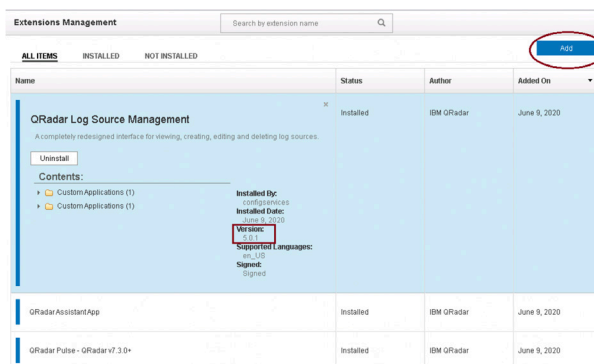 Extensions Management
Search by extension name
Add
ALL ITEMS INSTALLED NOT INSTALLED
Name Status Author Added On
QRadar Log Source Management Installed IBM QRadar June 9, 2020
A completely redesigned interface for viewing, creating, editing and deleting log sources.
Uninstall
Contents:
Custom Applications (1)
Custom Applications (1)
Installed By:
configservices
Installed Date:
June 9, 2020
Version:
5.0.1
Supported Languages:
en_US
Signed:
Signed
QRadar Assistant App Installed IBM QRadar June 9, 2020
QRadar Pulse - QRadar v7.3.0+ Installed IBM QRadar June 9, 2020